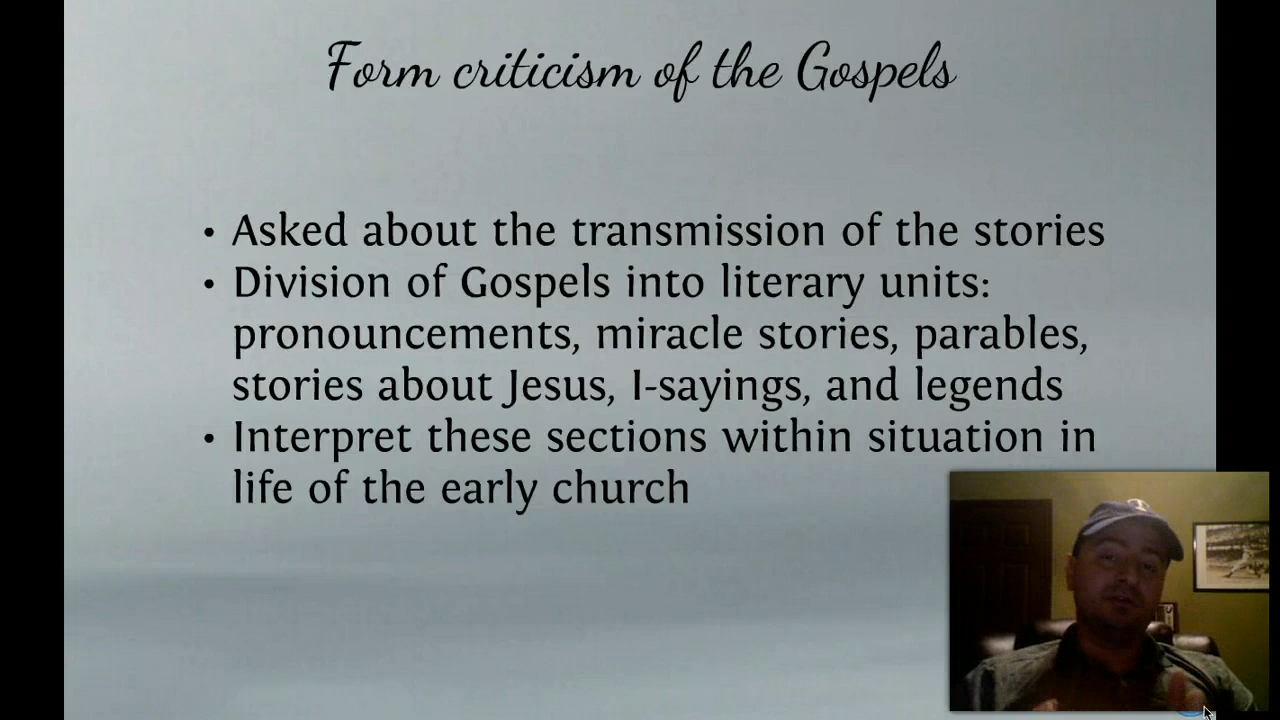 Form criticism of the Gospels
• Asked about the transmission of the stories
• Division of Gospels into literary units:
pronouncements, miracle stories, parables,
stories about Jesus, I-sayings, and legends
• Interpret these sections within situation in
life of the early church